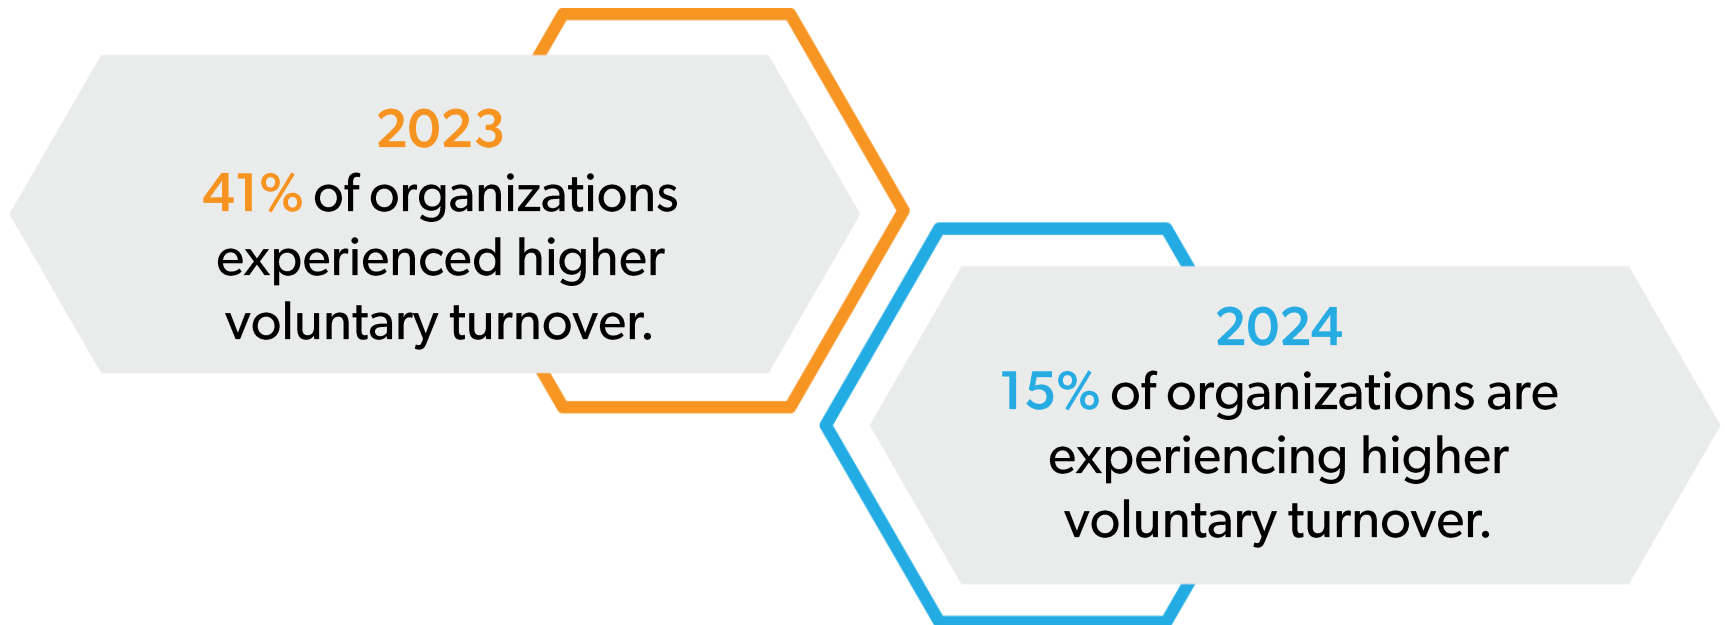 2023
41% of organizations
experienced higher
voluntary turnover.
2024
15% of organizations are
experiencing higher
voluntary turnover.